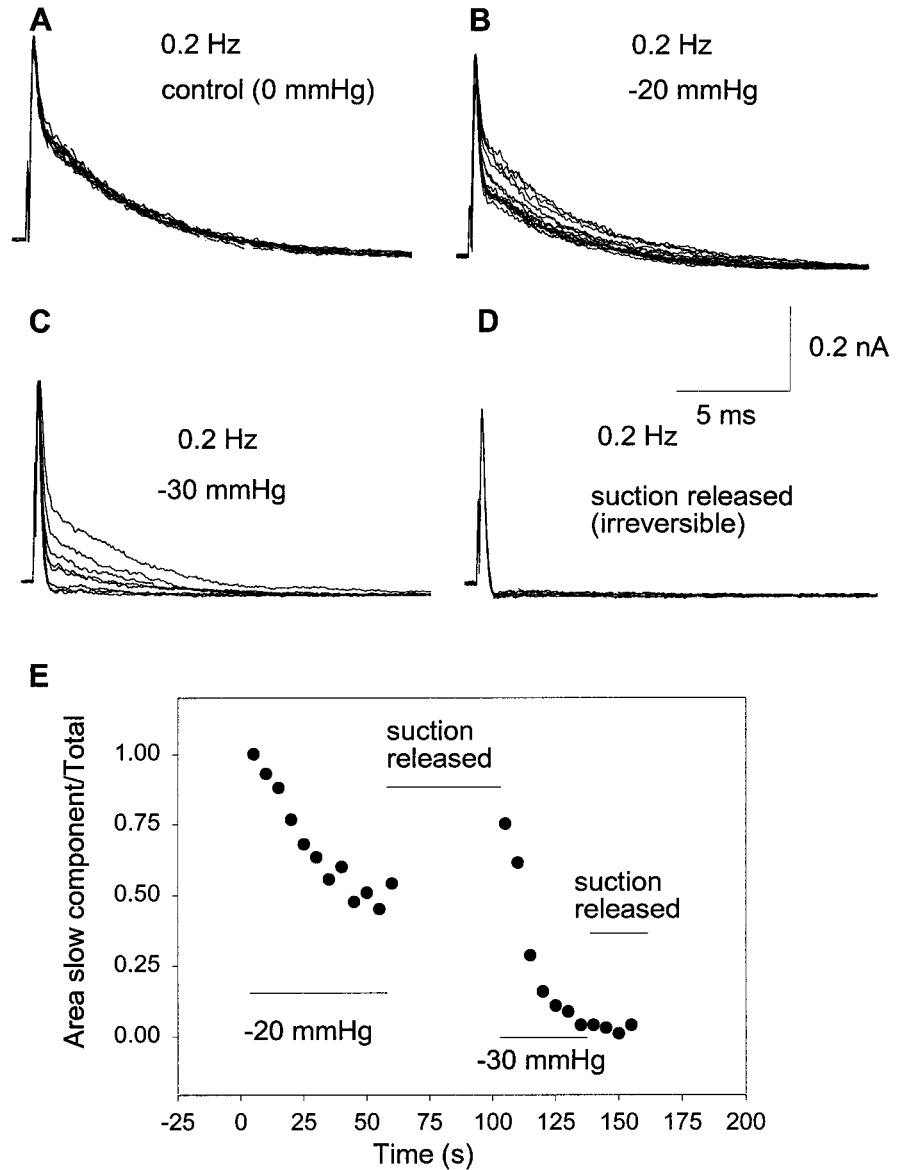 A
0.2 Hz
control (0 mmHg)
B
0.2 Hz
-20 mmHg
C
0.2 Hz
-30 mmHg
D
0.2 nA
5 ms
0.2 Hz
suction released
(irreversible)
E
Area slow component/Total
1.00
0.75
0.50
0.25
0.00
suction
released
suction
released
-20 mmHg
-30 mmHg
-25 0 25 50 75 100 125 150 175 200
Time (s)